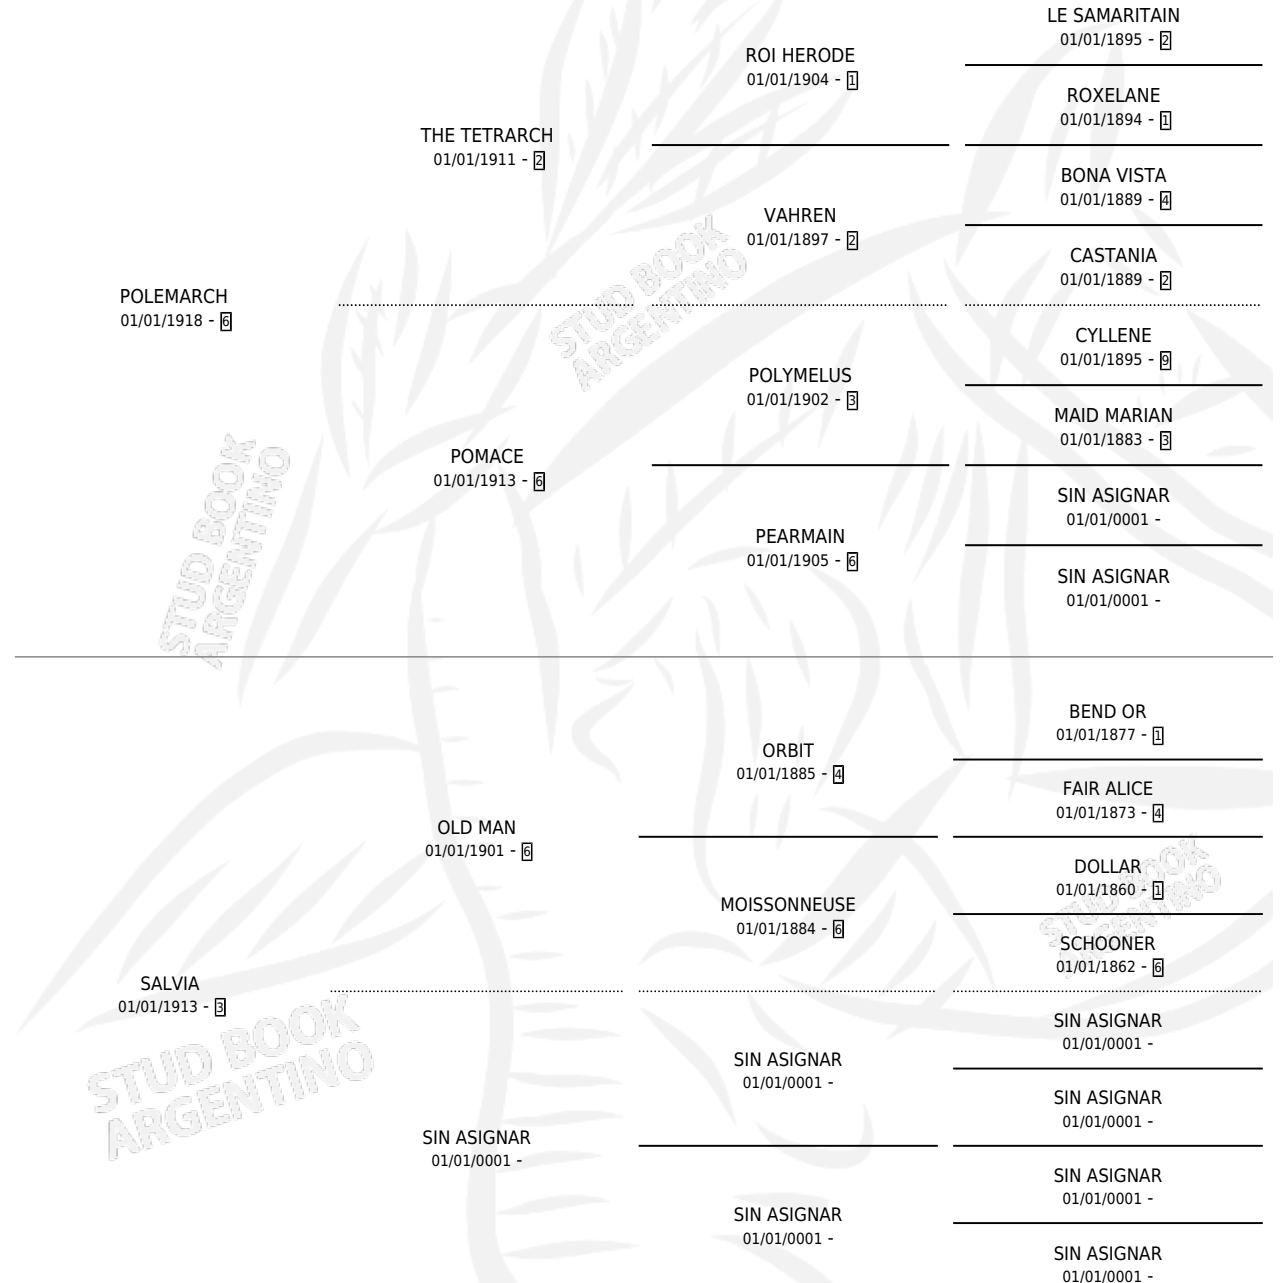 LE SAMARITAIN
01/01/1895 - 2
ROI HERODE
01/01/1904 - 1
ROXELANE
01/01/1894 - 1
THE TETRARCH
01/01/1911 - 2
BONA VISTA
01/01/1889 - 4
VAHREN
01/01/1897 - 2
CASTANIA
01/01/1889 - 2
POLEMARCH
01/01/1918 - 6
CYLLENE
01/01/1895 - 9
POLYMELUS
01/01/1902 - 3
MAID MARIAN
01/01/1883 - 3
POMACE
01/01/1913 - 6
SIN ASIGNAR
01/01/0001 -
PEARMAIN
01/01/1905 - 6
SIN ASIGNAR
01/01/0001 -
BEND OR
01/01/1877 - 1
ORBIT
01/01/1885 - 4
FAIR ALICE
01/01/1873 - 4
OLD MAN
01/01/1901 - 6
DOLLAR
01/01/1860 - 1
MOISSONNEUSE
01/01/1884 - 6
SCHOONER
01/01/1862 - 6
SALVIA
01/01/1913 - 3
SIN ASIGNAR
01/01/0001 -
SIN ASIGNAR
01/01/0001 -
SIN ASIGNAR
01/01/0001 -
SIN ASIGNAR
01/01/0001 -
SIN ASIGNAR
01/01/0001 -
SIN ASIGNAR
01/01/0001 -
SIN ASIGNAR
01/01/0001 -
STUD BOOK
ARGENTINO
STUD BOOK
ARGENTINO
STUD BOOK
ARGENTINO
STUD BOOK
ARGENTINO